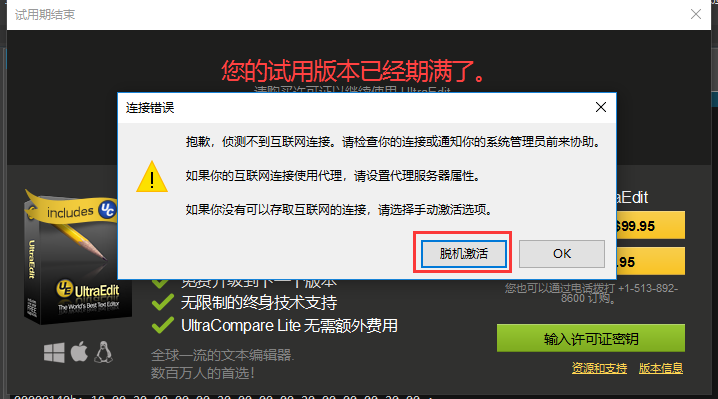 试用期结束
您的试用版本已经期满了。
请购买许可证以继续使用 UltraEdit
连接错误
抱歉，侦测不到互联网连接。请检查你的连接或通知你的系统管理员前来协助。
如果你的互联网连接使用代理，请设置代理服务器属性。
如果你没有可以存取互联网的连接，请选择手动激活选项。
脱机激活
OK
includes UC
UltraEdit
UltraEdit
The World's Best Text Editor
raEdit
$99.95
.95
免费升级到下一个版本
无限制的终身技术支持
UltraCompare Lite 无需额外费用
您也可以通过电话拨打 +1-513-892-
8600 订购。
全球一流的文本编辑器.
数百万人的首选！
输入许可证密钥
资源和支持
版本信息